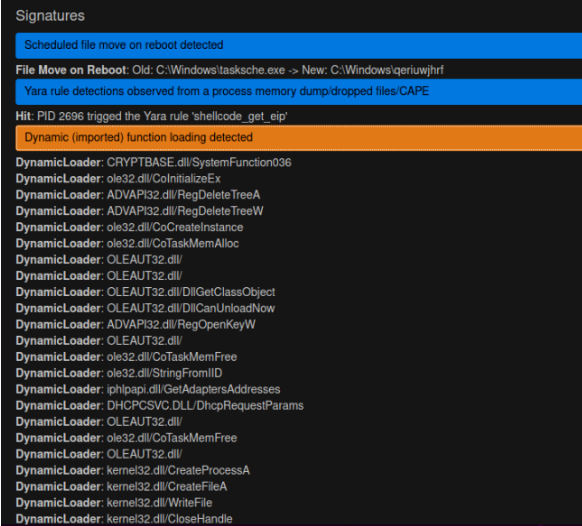 Signatures
Scheduled file move on reboot detected
File Move on Reboot: Old: C:\Windows\tasksche.exe -> New: C:\Windows\qeriuwjhrf
Yara rule detections observed from a process memory dump/dropped files/CAPE
Hit: PID 2696 trigged the Yara rule 'shellcode_get_eip'
Dynamic (imported) function loading detected
DynamicLoader: CRYPTBASE.dll/SystemFunction036
DynamicLoader: ole32.dll/CoInitializeEx
DynamicLoader: ADVAPI32.dll/RegDeleteTreeA
DynamicLoader: ADVAPI32.dll/RegDeleteTreeW
DynamicLoader: ole32.dll/CoCreateInstance
DynamicLoader: ole32.dll/CoTaskMemAlloc
DynamicLoader: OLEAUT32.dll/
DynamicLoader: OLEAUT32.dll/
DynamicLoader: OLEAUT32.dll/DllGetClassObject
DynamicLoader: OLEAUT32.dll/DllCanUnloadNow
DynamicLoader: ADVAPI32.dll/RegOpenKeyW
DynamicLoader: OLEAUT32.dll/
DynamicLoader: ole32.dll/CoTaskMemFree
DynamicLoader: ole32.dll/StringFromIID
DynamicLoader: iphlpapi.dll/GetAdaptersAddresses
DynamicLoader: DHCPCSVC.DLL/DhcpRequestParams
DynamicLoader: OLEAUT32.dll/
DynamicLoader: ole32.dll/CoTaskMemFree
DynamicLoader: OLEAUT32.dll/
DynamicLoader: kernel32.dll/CreateProcessA
DynamicLoader: kernel32.dll/CreateFileA
DynamicLoader: kernel32.dll/WriteFile
DynamicLoader: kernel32.dll/CloseHandle